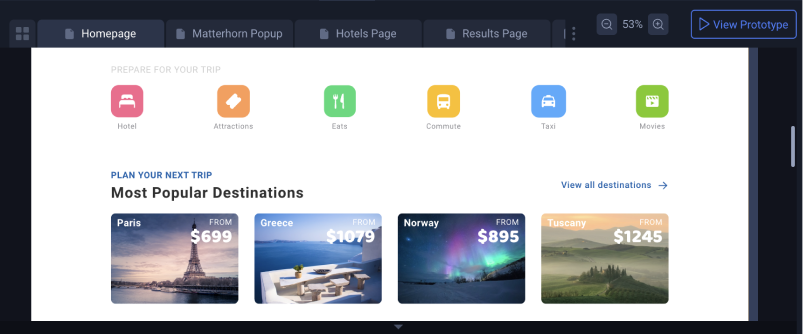 Homepage
Matterhorn Popup
Hotels Page
Results Page
53%
View Prototype
PREPARE FOR YOUR TRIP
Hotel
Attractions
Eats
Commute
Taxi
Movies
PLAN YOUR NEXT TRIP
Most Popular Destinations
View all destinations
Paris
FROM
$699
Greece
FROM
$1079
Norway
FROM
$895
Tuscany
FROM
$1245